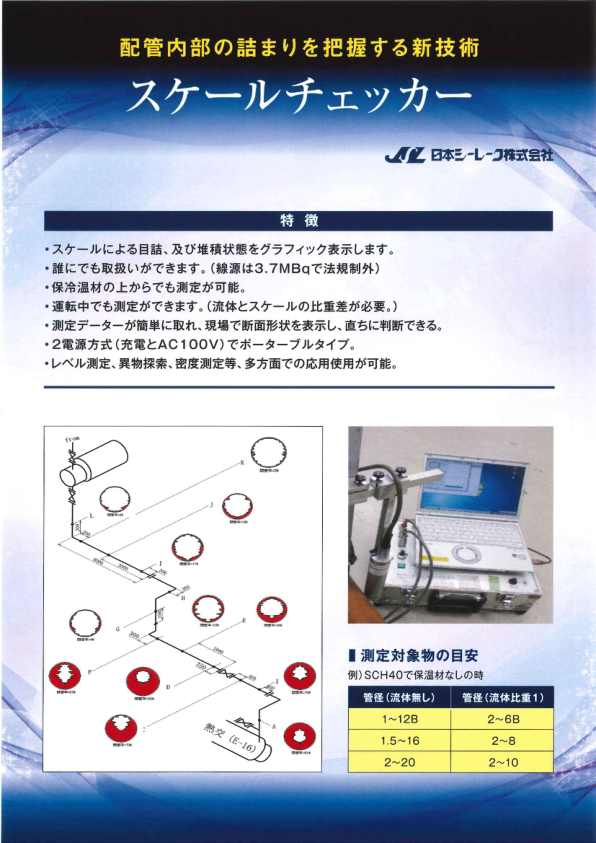 配管内部の詰まりを把握する新技術
スケールチェッカー
日本シーレーク株式会社
特 徴
・スケールによる目詰、及び堆積状態をグラフィック表示します。
・誰にでも取扱いができます。(線源は3.7MBqで法規制外)
・保冷温材の上からでも測定が可能。
・運転中でも測定ができます。(流体とスケールの比重差が必要。)
・測定データーが簡単に取れ、現場で断面形状を表示し、直ちに判断できる。
・2電源方式(充電とAC100V)でポータブルタイプ。
・レベル測定、異物探索、密度測定等、多方面での応用使用が可能。
from
K
J
L
I
H
G
E
F
D
I
A
熱交 (E-16)
測定対象物の目安
例)SCH40で保温材なしの時
管径(流体無し) 管径(流体比重1)
1~12B 2~6B
1.5~16 2~8
2~20 2~10